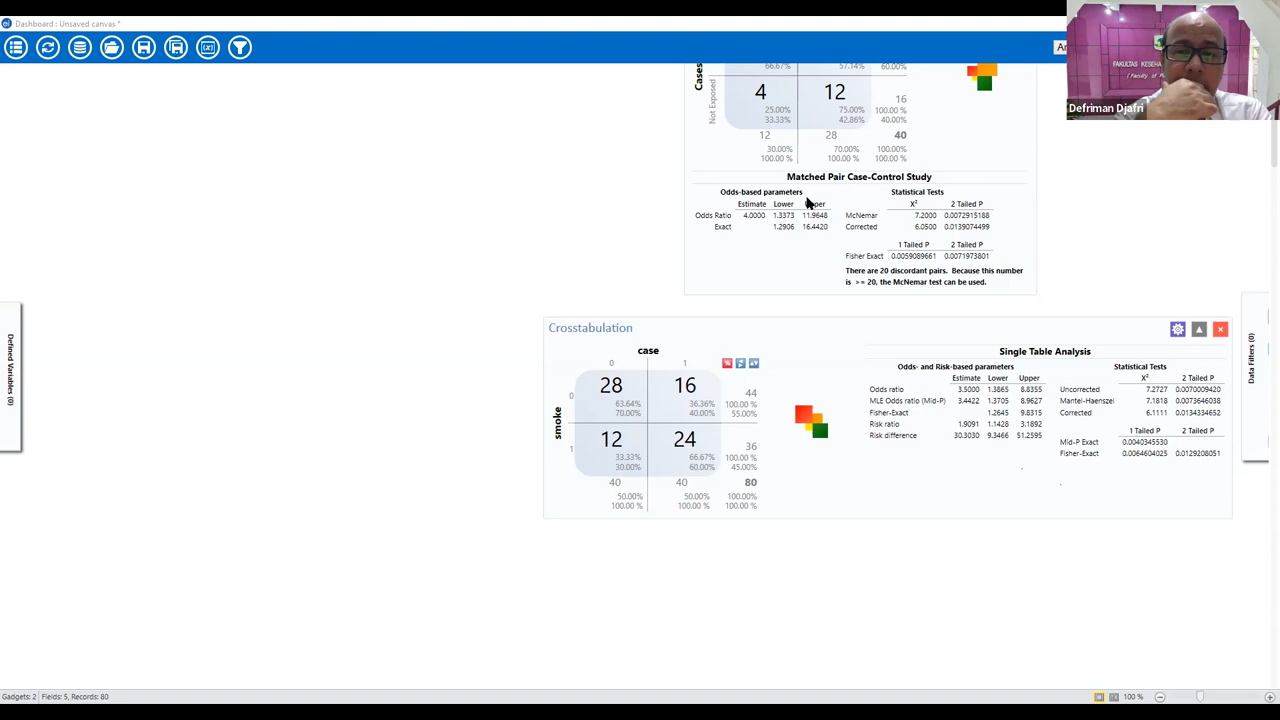 Dashboard : Unsaved canvas *
FAKULTAS KESEHA
(Faculty of P
Defriman Djafri
Cases
Not Exposed
66.67% 57.14% 60.00%
4 12 16
25.00% 75.00% 100.00 %
33.33% 42.86% 40.00%
12 28 40
30.00% 70.00% 100.00%
100.00 % 100.00 % 100.00 %
Matched Pair Case-Control Study
Odds-based parameters
Estimate Lower
Odds Ratio 4.0000 1.3373 11.9648
Exact 1.2906 16.4420
Statistical Tests
X² 2 Tailed P
McNemar 7.2000 0.0072915188
Corrected 6.0500 0.0139074499
1 Tailed P 2 Tailed P
Fisher Exact 0.0059089661 0.0071973801
There are 20 discordant pairs. Because this number
is >= 20, the McNemar test can be used.
Defined Variables (0)
Data Filters (0)
Crosstabulation
case
0 1
smoke
0 28 16 44
63.64% 36.36% 100.00 %
70.00% 40.00% 55.00%
1 12 24 36
33.33% 66.67% 100.00 %
30.00% 60.00% 45.00%
40 40 80
50.00% 50.00% 100.00%
100.00 % 100.00 % 100.00 %
Single Table Analysis
Odds- and Risk-based parameters
Estimate Lower Upper
Odds ratio 3.5000 1.3865 8.8355
MLE Odds ratio (Mid-P) 3.4422 1.3705 8.9627
Fisher-Exact 1.2645 9.8315
Risk ratio 1.9091 1.1428 3.1892
Risk difference 30.3030 9.3466 51.2595
Statistical Tests
X² 2 Tailed P
Uncorrected 7.2727 0.0070009420
Mantel-Haenszel 7.1818 0.0073646038
Corrected 6.1111 0.0134334652
1 Tailed P 2 Tailed P
Mid-P Exact 0.0040345530
Fisher-Exact 0.0064604025 0.0129208051
Gadgets: 2 Fields: 5, Records: 80
100 %